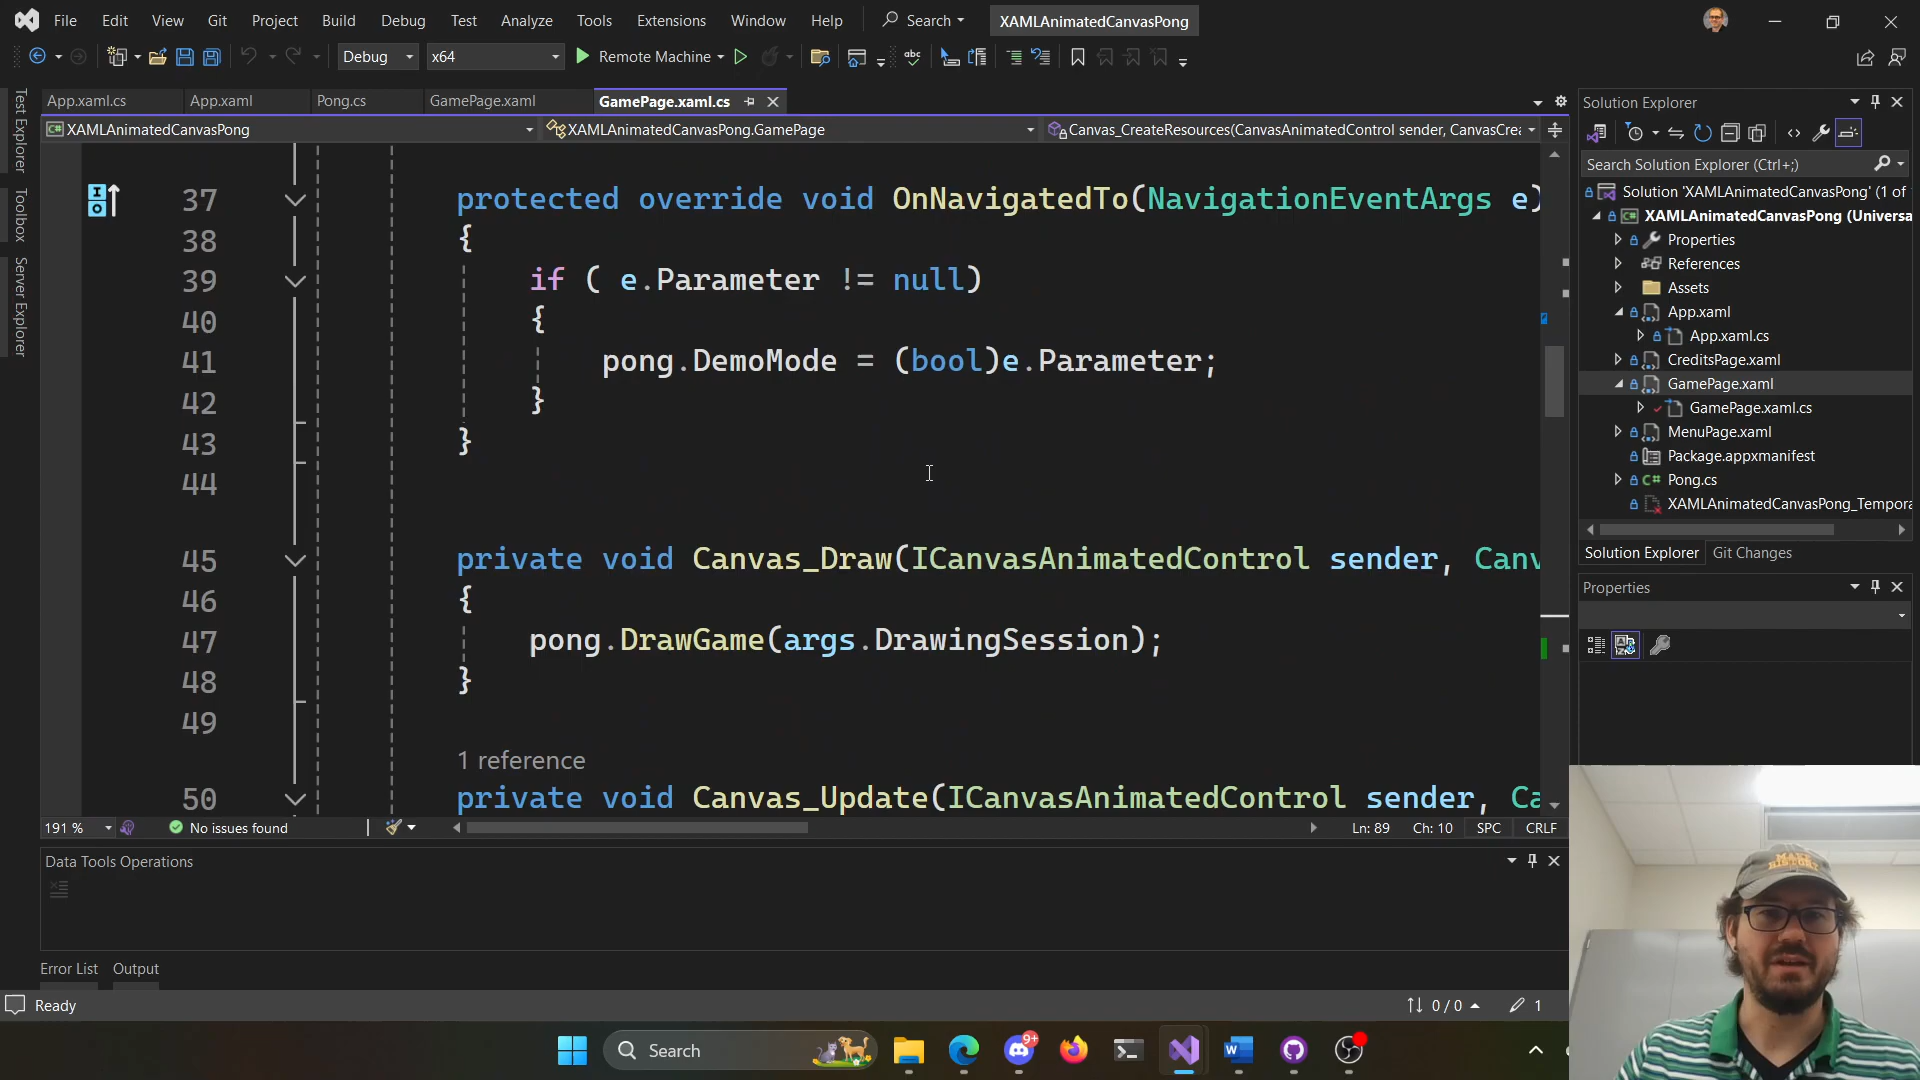 File Edit View Git Project Build Debug Test Analyze Tools Extensions Window Help Search XAMLAnimatedCanvasPong
Debug x64 Remote Machine
App.xaml.cs App.xaml Pong.cs GamePage.xaml GamePage.xaml.cs
XAMLAnimatedCanvasPong XAMLAnimatedCanvasPong.GamePage Canvas_CreateResources(CanvasAnimatedControl sender, CanvasCrea
Test Explorer
Toolbox
Server Explorer
37 protected override void OnNavigatedTo(NavigationEventArgs e)
38 {
39 if ( e.Parameter != null)
40 {
41 pong.DemoMode = (bool)e.Parameter;
42 }
43 }
44
45 private void Canvas_Draw(ICanvasAnimatedControl sender, Canv
46 {
47 pong.DrawGame(args.DrawingSession);
48 }
49
1 reference
50 private void Canvas_Update(ICanvasAnimatedControl sender, Ca
191 % No issues found Ln: 89 Ch: 10 SPC CRLF
Data Tools Operations
Error List Output
Ready 0 / 0 1
Solution Explorer
Search Solution Explorer (Ctrl+;)
Solution 'XAMLAnimatedCanvasPong' (1 of
XAMLAnimatedCanvasPong (Universa
Properties
References
Assets
App.xaml
App.xaml.cs
CreditsPage.xaml
GamePage.xaml
GamePage.xaml.cs
MenuPage.xaml
Package.appxmanifest
Pong.cs
XAMLAnimatedCanvasPong_Tempora
Solution Explorer Git Changes
Properties
MAKE
HISTORY
Search
9+